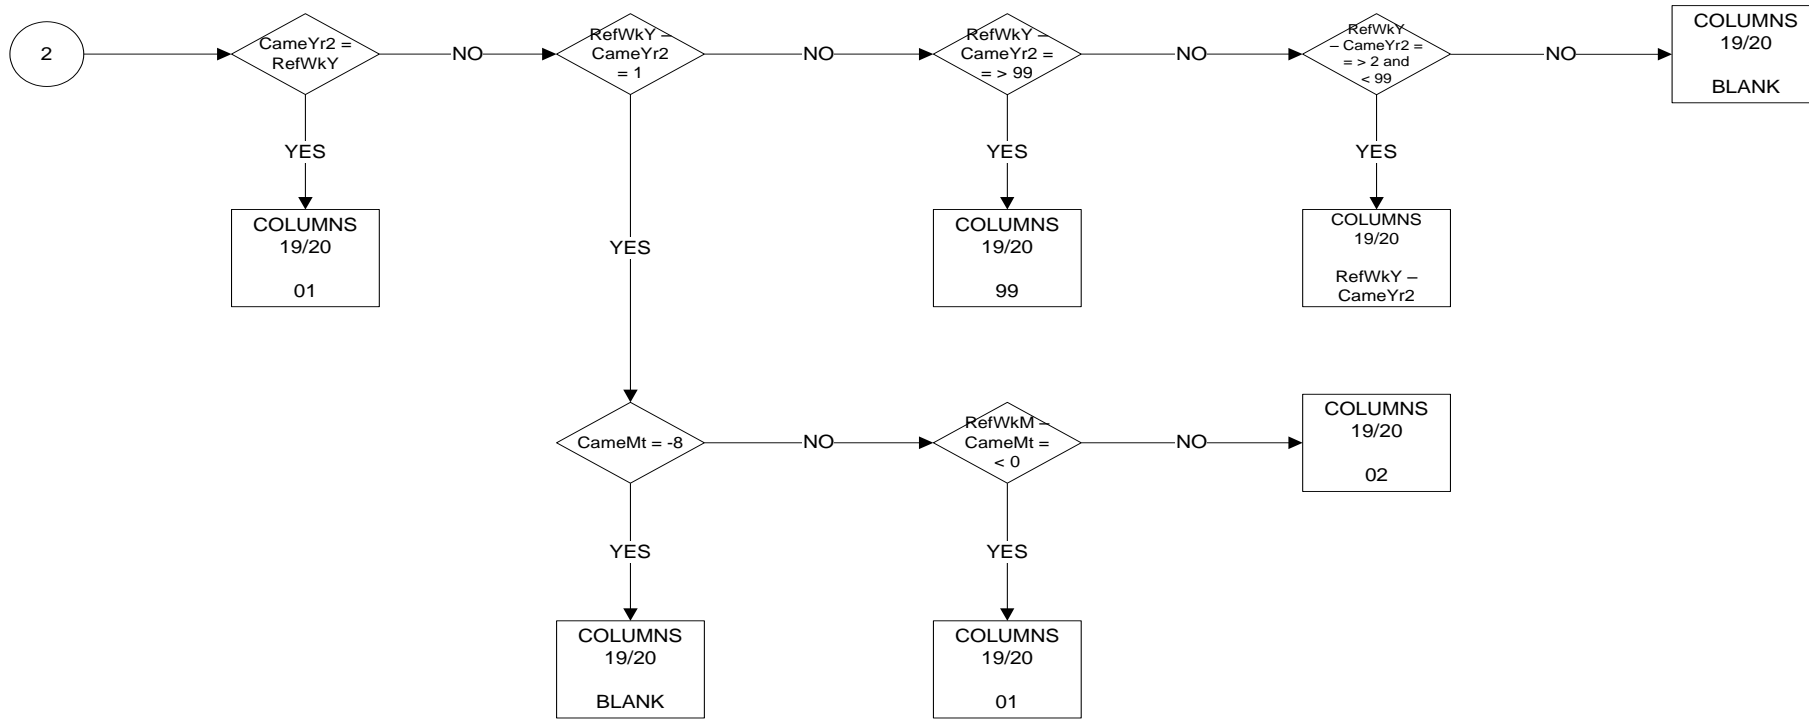 2
CameYr2 =
RefWkY
NO
RefWkY –
CameYr2
= 1
NO
RefWkY –
CameYr2 =
= > 99
NO
RefWkY
– CameYr2 =
= > 2 and
< 99
NO
COLUMNS
19/20
BLANK
YES
YES
YES
COLUMNS
19/20
01
YES
COLUMNS
19/20
99
COLUMNS
19/20
RefWkY –
CameYr2
CameMt = -8
NO
RefWkM –
CameMt =
< 0
NO
COLUMNS
19/20
02
YES
YES
COLUMNS
19/20
BLANK
COLUMNS
19/20
01